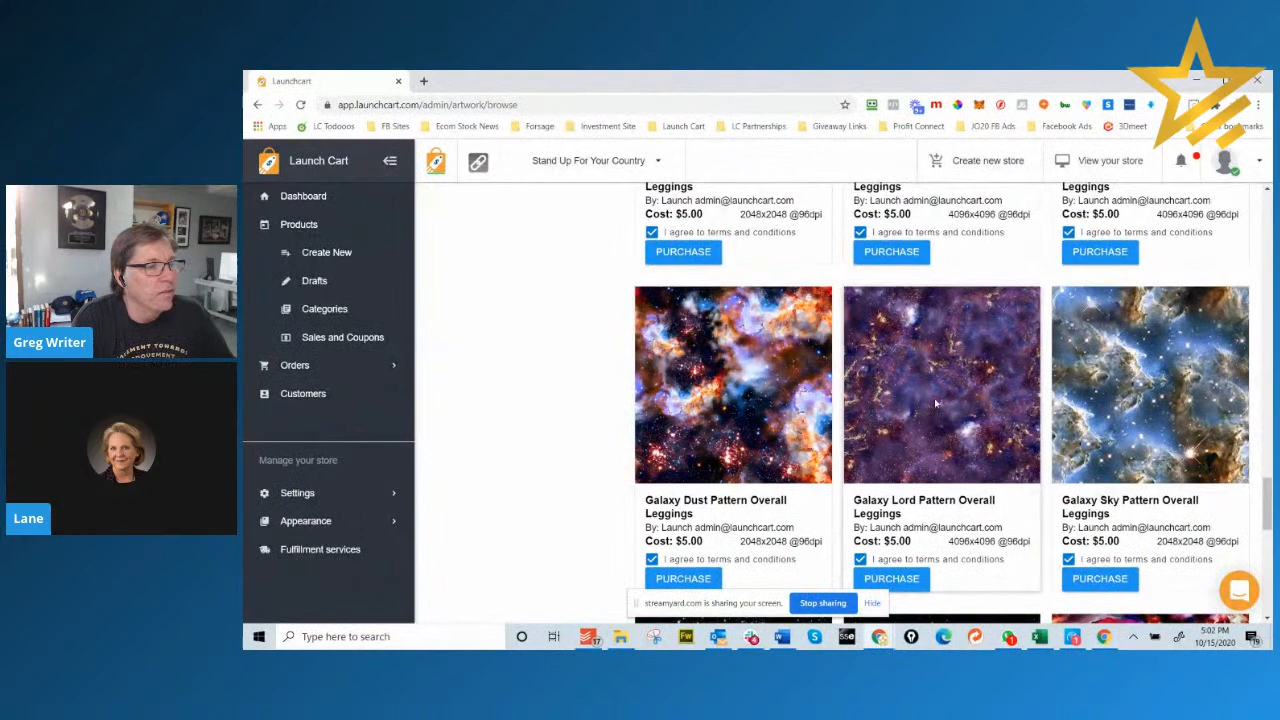 Launchcart
app.launchcart.com/admin/artwork/browse
Apps
LC Todooos
FB Sites
Ecom Stock News
Forsage
Investment Site
Launch Cart
LC Partnerships
Giveaway Links
Profit Connect
JO20 FB Ads
Facebook Ads
3Dmeet
bookmarks
Launch Cart
Stand Up For Your Country
Create new store
View your store
Dashboard
Products
Create New
Drafts
Categories
Sales and Coupons
Orders
Customers
Manage your store
Settings
Appearance
Fulfillment services
Leggings
By: Launch admin@launchcart.com
Cost: $5.00 2048x2048 @96dpi
I agree to terms and conditions
PURCHASE
Leggings
By: Launch admin@launchcart.com
Cost: $5.00 4096x4096 @96dpi
I agree to terms and conditions
PURCHASE
Leggings
By: Launch admin@launchcart.com
Cost: $5.00 4096x4096 @96dpi
I agree to terms and conditions
PURCHASE
Galaxy Dust Pattern Overall
Leggings
By: Launch admin@launchcart.com
Cost: $5.00 2048x2048 @96dpi
I agree to terms and conditions
PURCHASE
Galaxy Lord Pattern Overall
Leggings
By: Launch admin@launchcart.com
Cost: $5.00 4096x4096 @96dpi
I agree to terms and conditions
PURCHASE
Galaxy Sky Pattern Overall
Leggings
By: Launch admin@launchcart.com
Cost: $5.00 2048x2048 @96dpi
I agree to terms and conditions
PURCHASE
streamyard.com is sharing your screen.
Stop sharing
Hide
Type here to search
17
5:02 PM
10/15/2020
Greg Writer
Lane